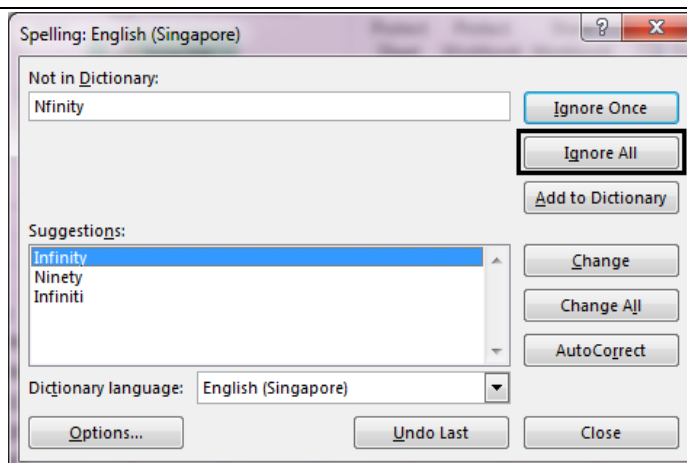 Spelling: English (Singapore)
Not in Dictionary:
Nfinity
Ignore Once
Ignore All
Add to Dictionary
Suggestions:
Infinity
Ninety
Infiniti
Change
Change All
AutoCorrect
Dictionary language: English (Singapore)
Options... Undo Last Close